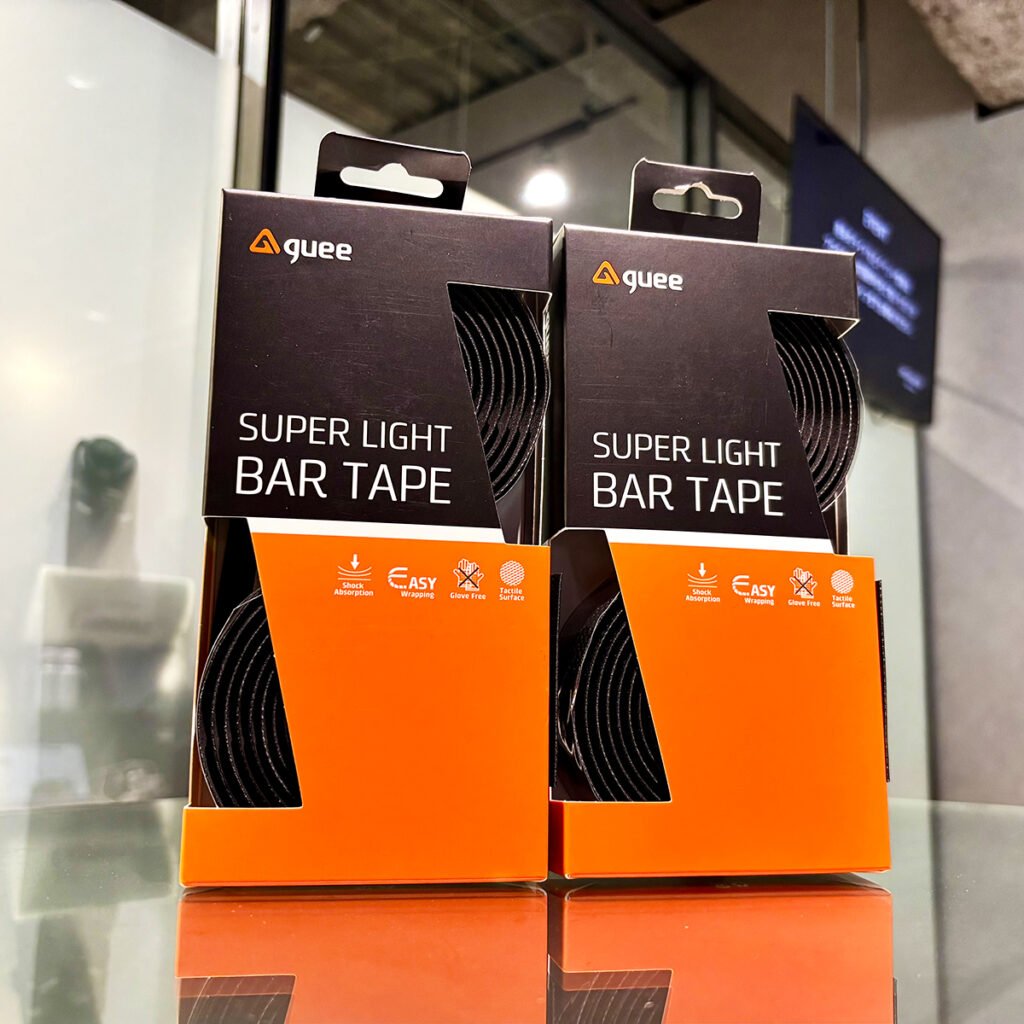 guee
SUPER LIGHT
BAR TAPE
Shock
Absorption
EASY
Wrapping
Glove Free
Tactile
Surface
guee
SUPER LIGHT
BAR TAPE
Shock
Absorption
EASY
Wrapping
Glove Free
Tactile
Surface